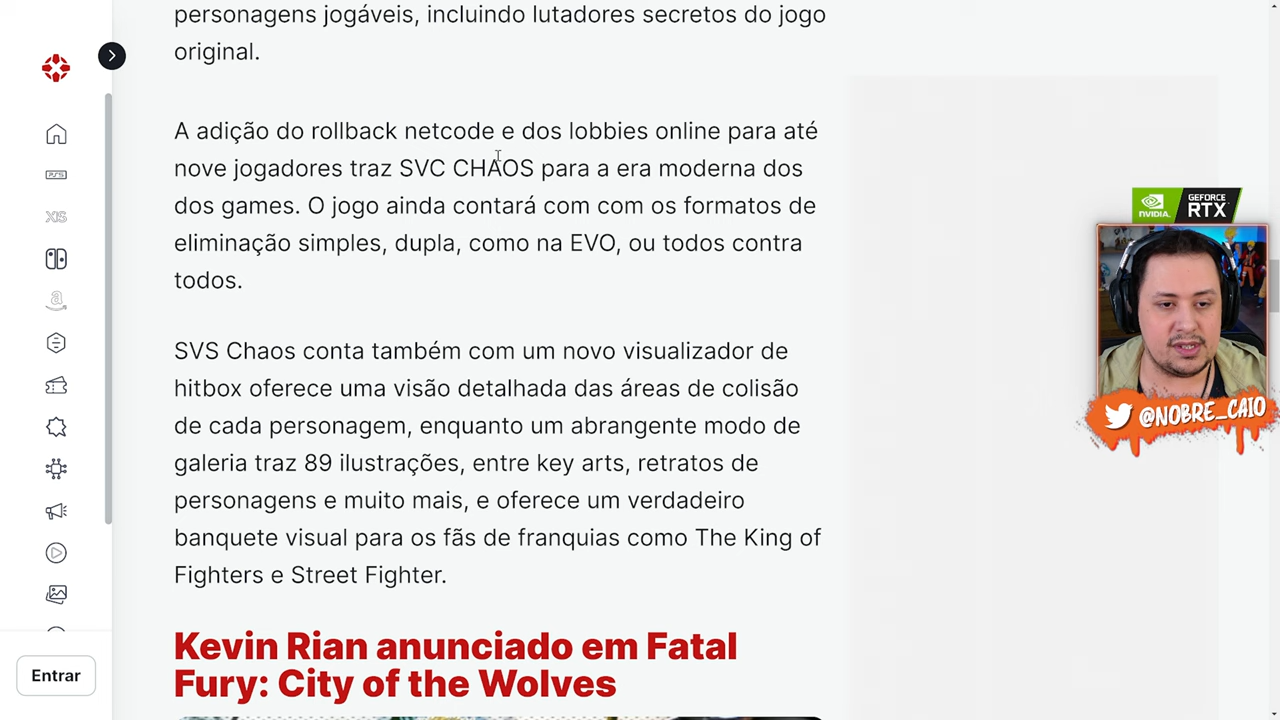 personagens jogáveis, incluindo lutadores secretos do jogo
original.
A adição do rollback netcode e dos lobbies online para até
nove jogadores traz SVC CHAOS para a era moderna dos
dos games. O jogo ainda contará com com os formatos de
eliminação simples, dupla, como na EVO, ou todos contra
todos.
SVS Chaos conta também com um novo visualizador de
hitbox oferece uma visão detalhada das áreas de colisão
de cada personagem, enquanto um abrangente modo de
galeria traz 89 ilustrações, entre key arts, retratos de
personagens e muito mais, e oferece um verdadeiro
banquete visual para os fãs de franquias como The King of
Fighters e Street Fighter.
Kevin Rian anunciado em Fatal
Fury: City of the Wolves
PS5
XIS
a
Entrar
NVIDIA.
GEFORCE
RTX
@NOBRE_CAIO